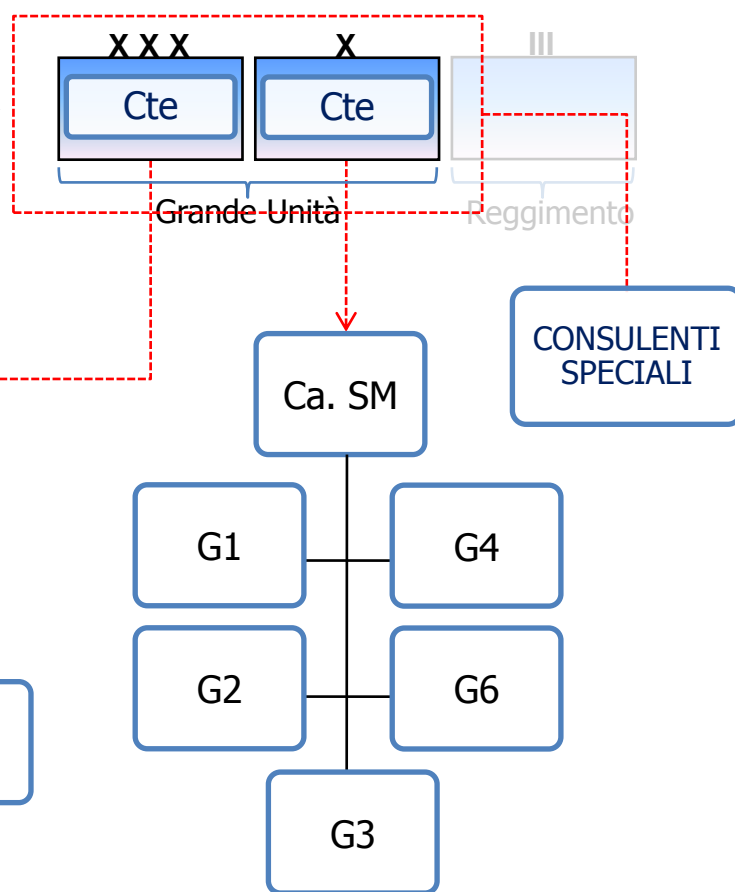 X X X
X
III
Cte
Cte
Grande Unità
Reggimento
CONSULENTI
SPECIALI
Ca. SM
G1
G4
G2
G6
G3